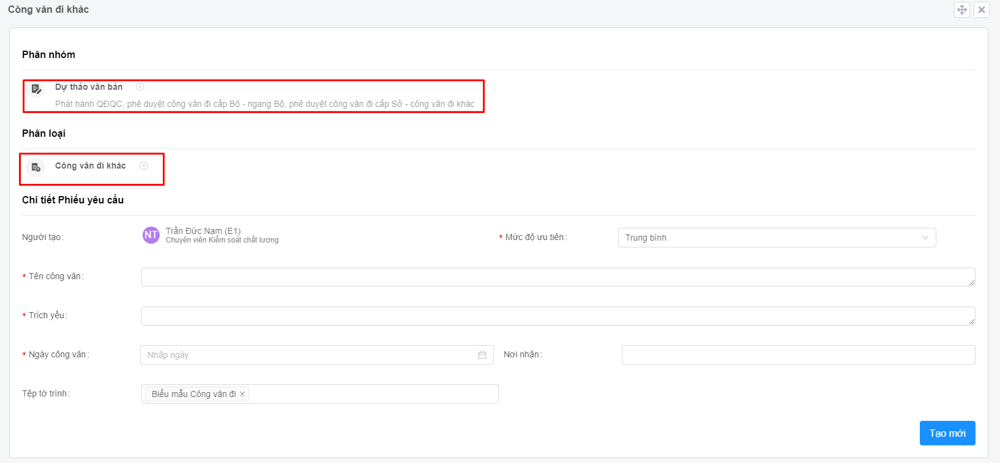 Công văn đi khác
Phân nhóm
Dự thảo văn bản
Phát hành QĐQC, phê duyệt công văn đi cấp Bộ - ngang Bộ, phê duyệt công văn đi cấp Sở - công văn đi khác
Phân loại
Công văn đi khác
Chi tiết Phiếu yêu cầu
Người tạo: NT Trần Đức Nam (E1)
Chuyên viên Kiểm soát chất lượng
* Mức độ ưu tiên: Trung bình
* Tên công văn:
* Trích yếu:
* Ngày công văn: Nhập ngày Nơi nhận:
Tệp tờ trình: Biểu mẫu Công văn đi
Tạo mới